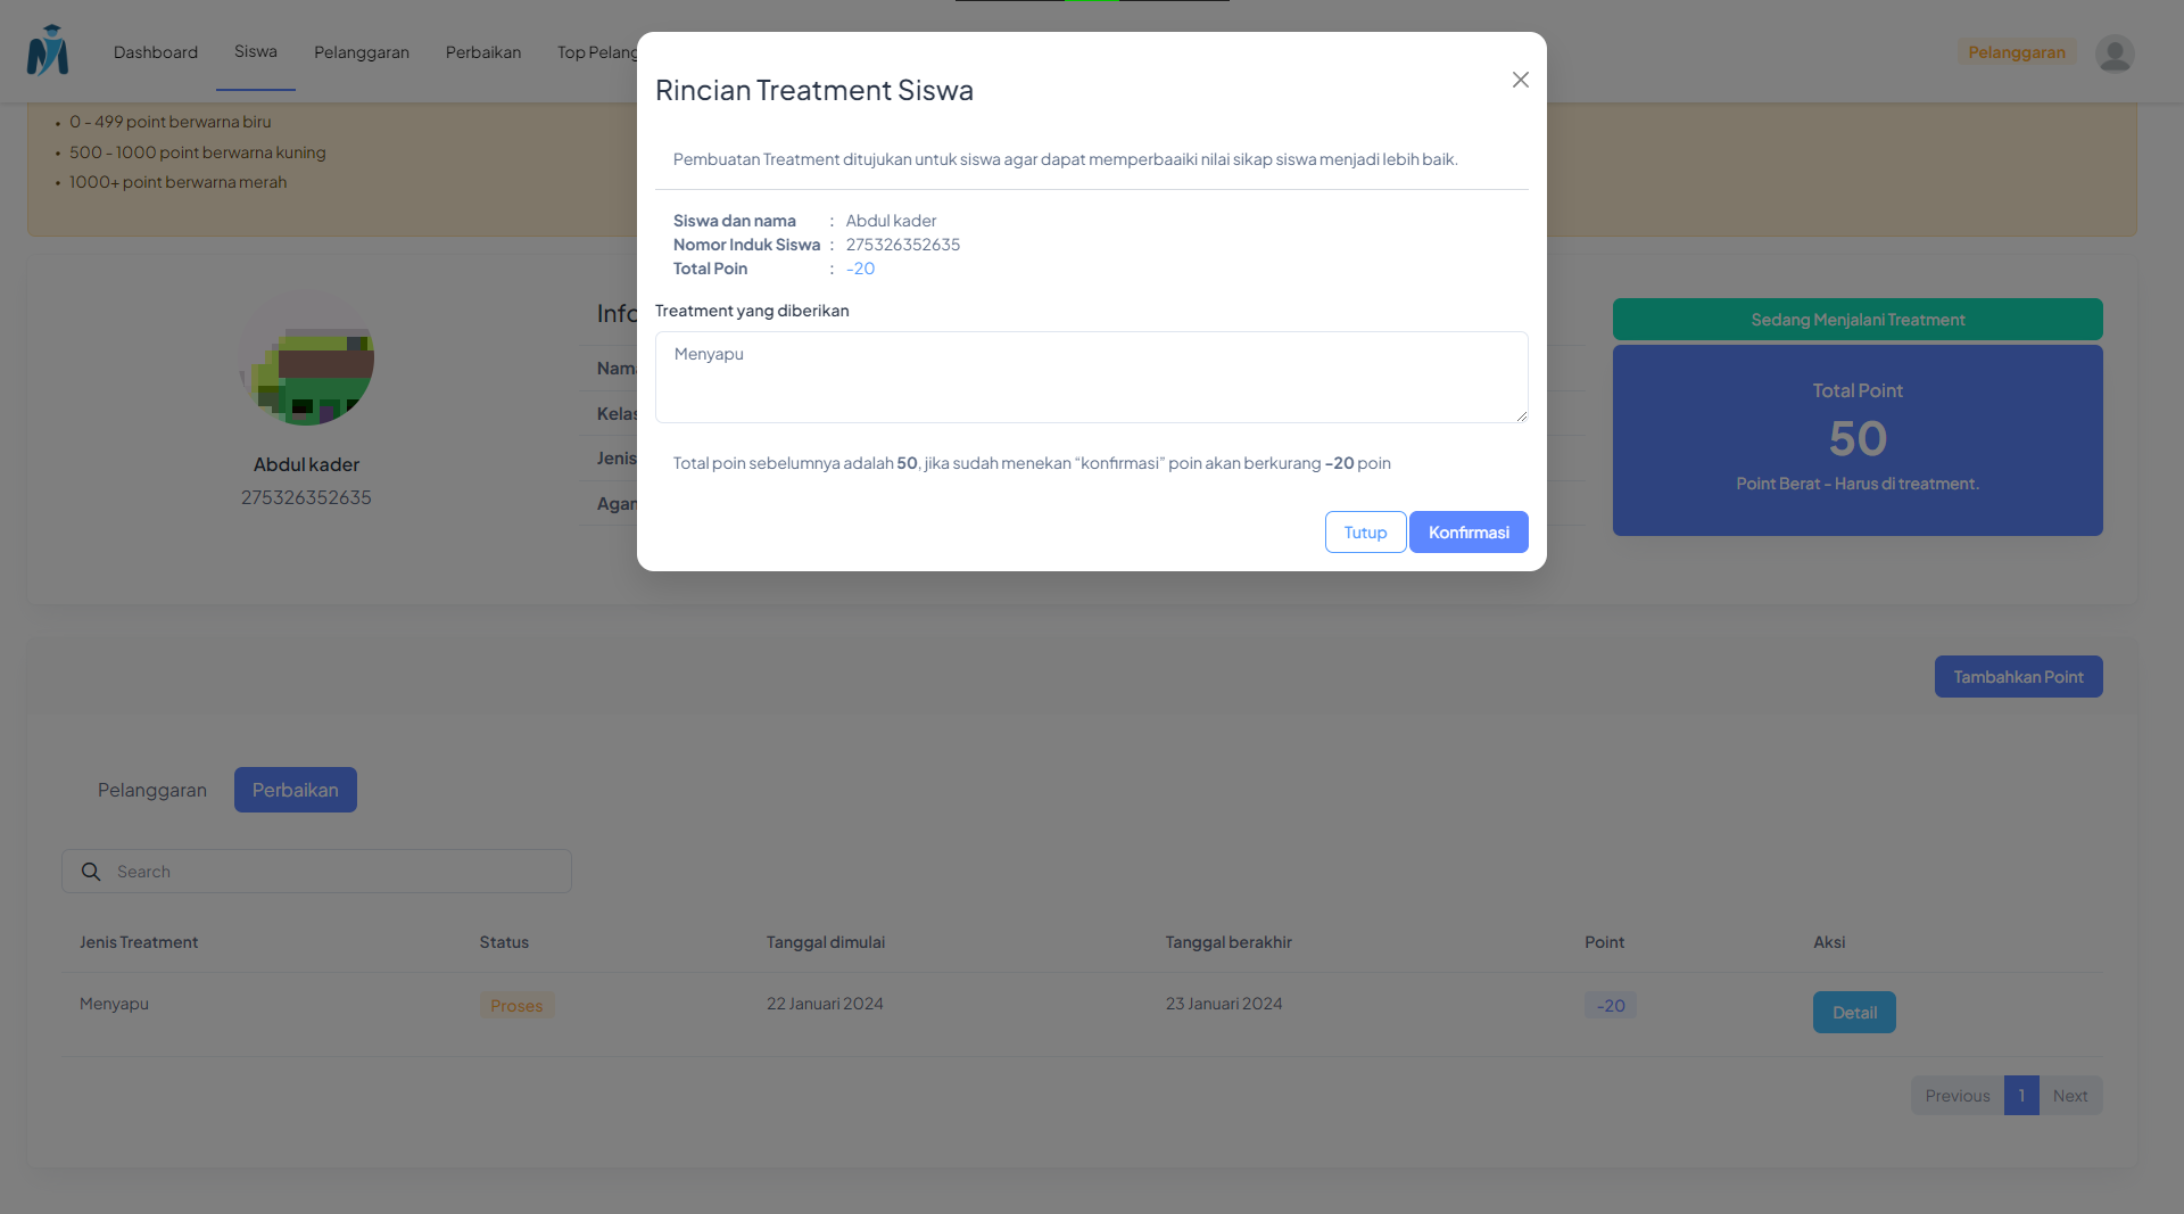 Dashboard Siswa Pelanggaran Perbaikan Top Pelang
Pelanggaran
0 - 499 point berwarna biru
500 - 1000 point berwarna kuning
1000+ point berwarna merah
Rincian Treatment Siswa
Pembuatan Treatment ditujukan untuk siswa agar dapat memperbaaiki nilai sikap siswa menjadi lebih baik.
Siswa dan nama : Abdul kader
Nomor Induk Siswa : 275326352635
Total Poin : -20
Treatment yang diberikan
Menyapu
Total poin sebelumnya adalah 50, jika sudah menekan “konfirmasi” poin akan berkurang -20 poin
Tutup Konfirmasi
Abdul kader
275326352635
Info
Nam
Kelas
Jenis
Agan
Sedang Menjalani Treatment
Total Point
50
Point Berat - Harus di treatment.
Tambahkan Point
Pelanggaran Perbaikan
Search
Jenis Treatment Status Tanggal dimulai Tanggal berakhir Point Aksi
Menyapu Proses 22 Januari 2024 23 Januari 2024 -20 Detail
Previous 1 Next